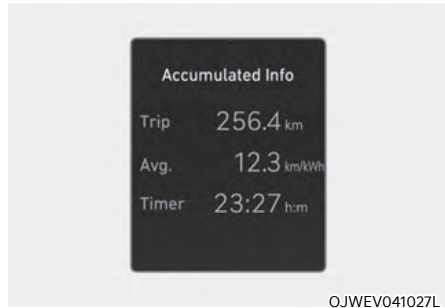 Accumulated Info
Trip 256.4 km
Avg. 12.3 km/kWh
Timer 23:27 h:m
OJWEV041027L